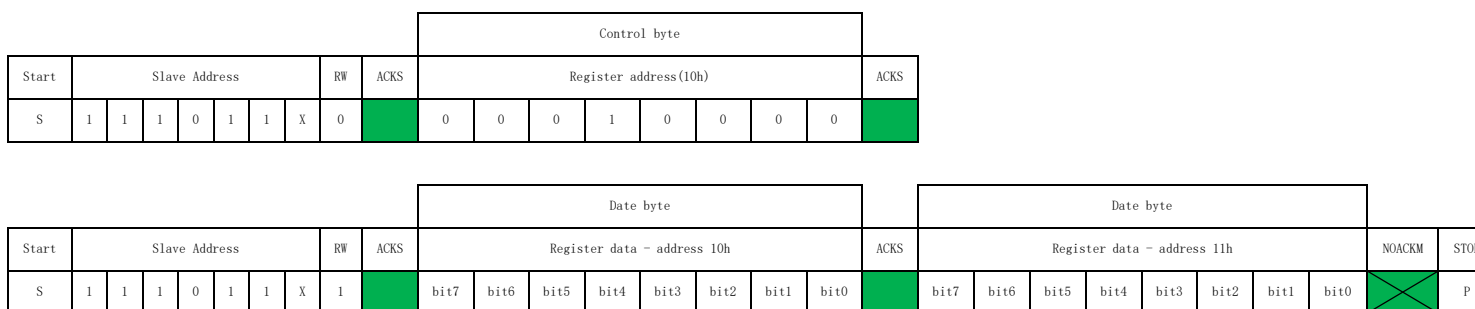 Control byte
Start Slave Address RW ACKS Register address(10h) ACKS
S 1 1 1 0 1 1 X 0 0 0 0 1 0 0 0 0
Date byte Date byte
Start Slave Address RW ACKS Register data - address 10h ACKS Register data - address 11h NOACKM STO
S 1 1 1 0 1 1 X 1 bit7 bit6 bit5 bit4 bit3 bit2 bit1 bit0 bit7 bit6 bit5 bit4 bit3 bit2 bit1 bit0 P